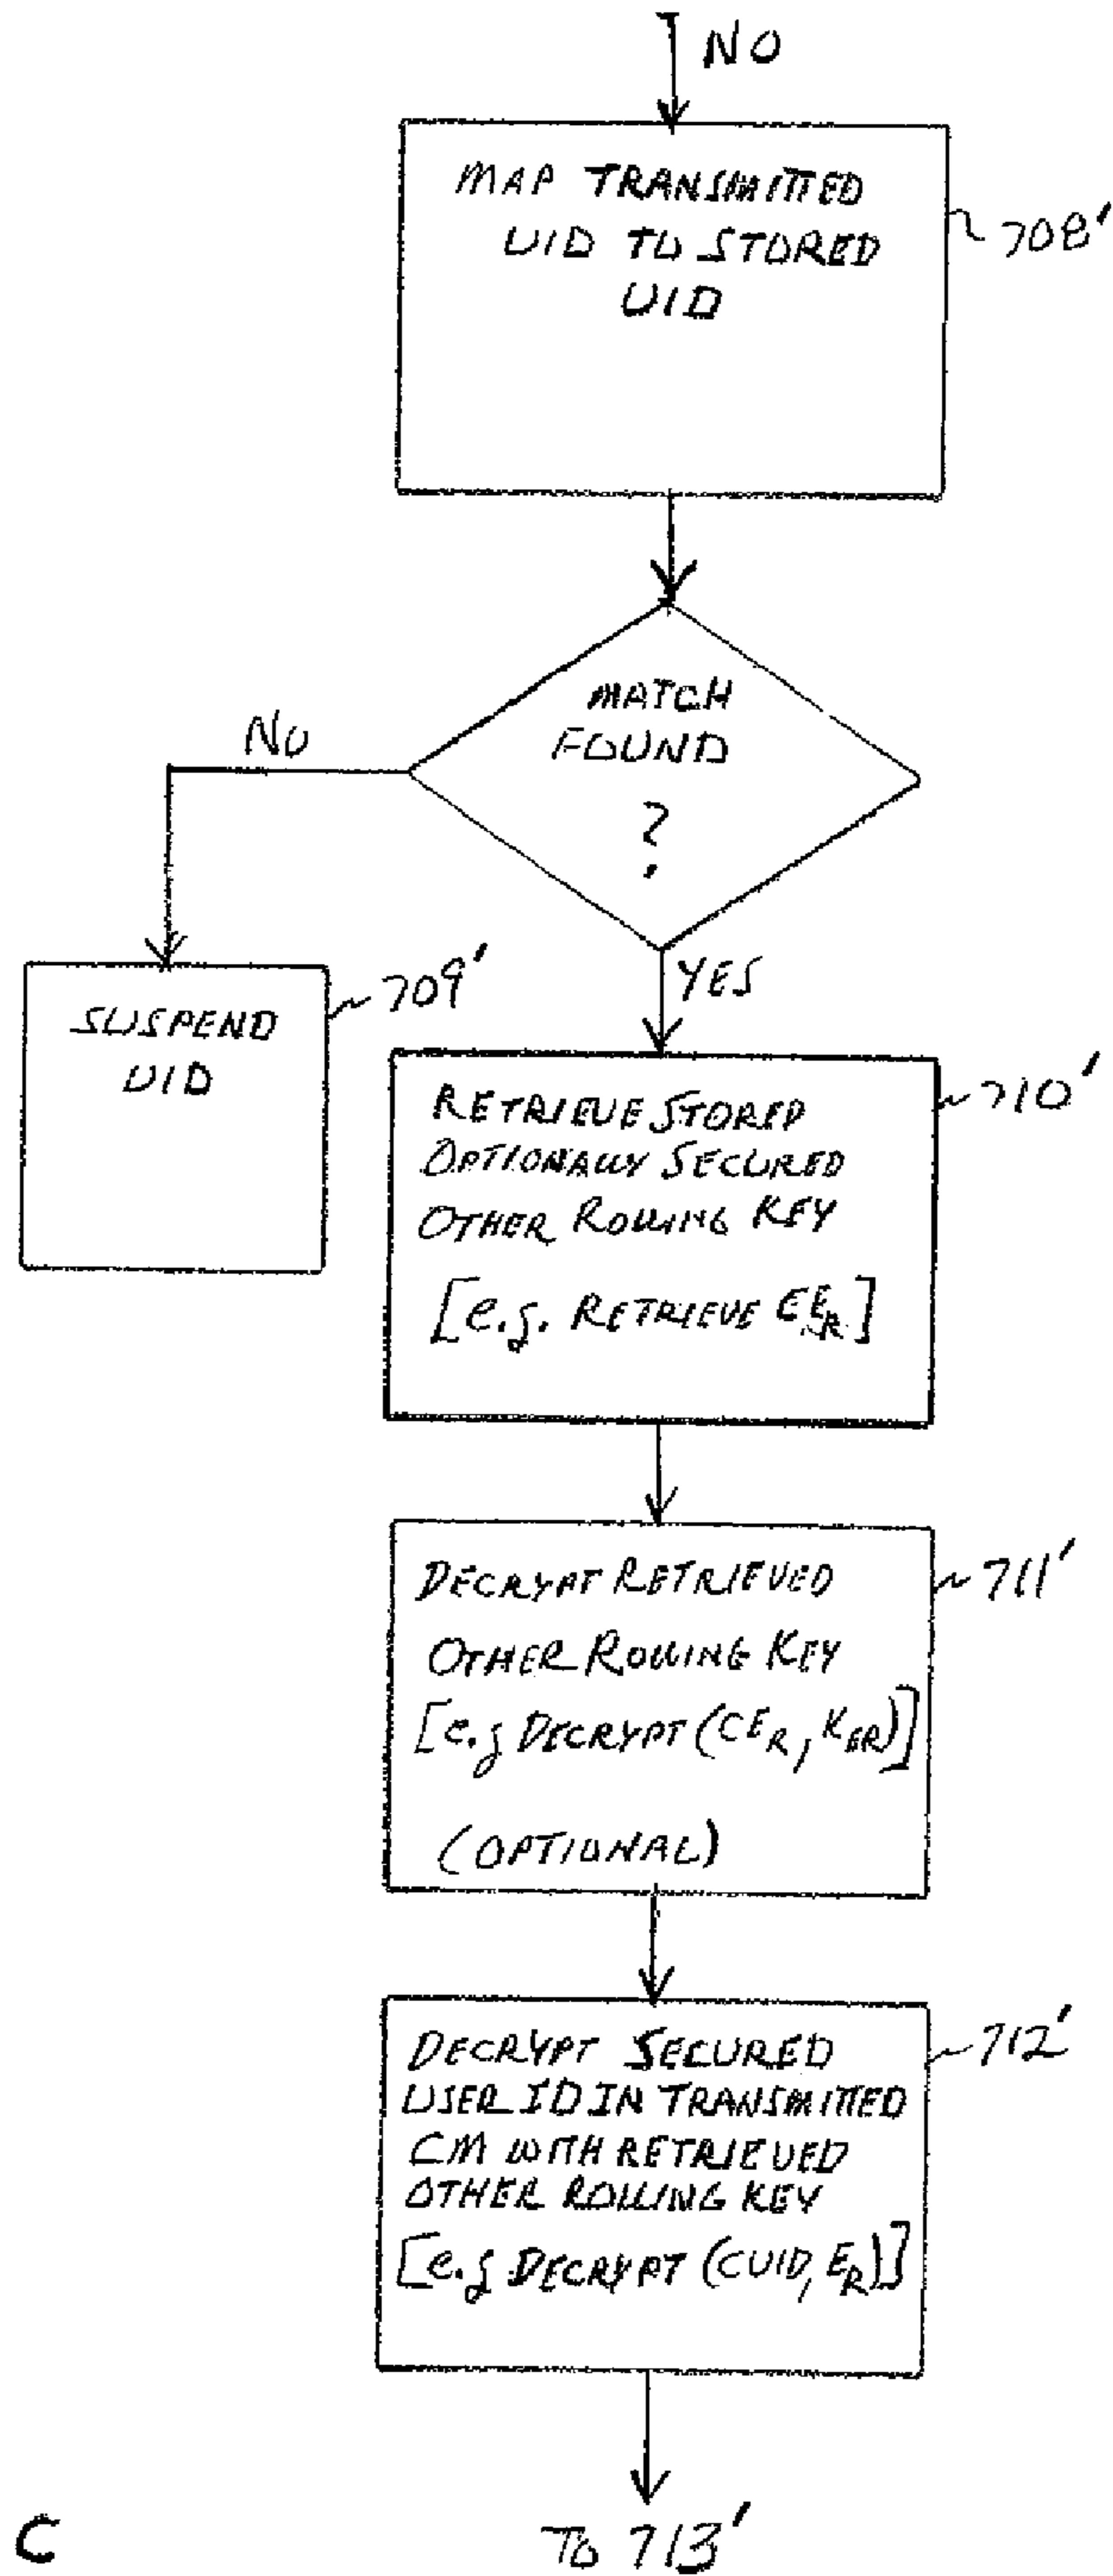 NO
MAP TRANSMITTED
UID TO STORED
UID
708'
MATCH
FOUND
?
NO
YES
709'
SUSPEND
UID
710'
RETRIEVE STORED
OPTIONALLY SECURED
OTHER ROLLING KEY
[e.g. RETRIEVE CE_R]
711'
DECRYPT RETRIEVED
OTHER ROLLING KEY
[e.g DECRYPT (CE_R, K_ER)]
(OPTIONAL)
712'
DECRYPT SECURED
USER ID IN TRANSMITTED
CM WITH RETRIEVED
OTHER ROLLING KEY
[e.g DECRYPT (CUID, E_R)]
C
TO 713'